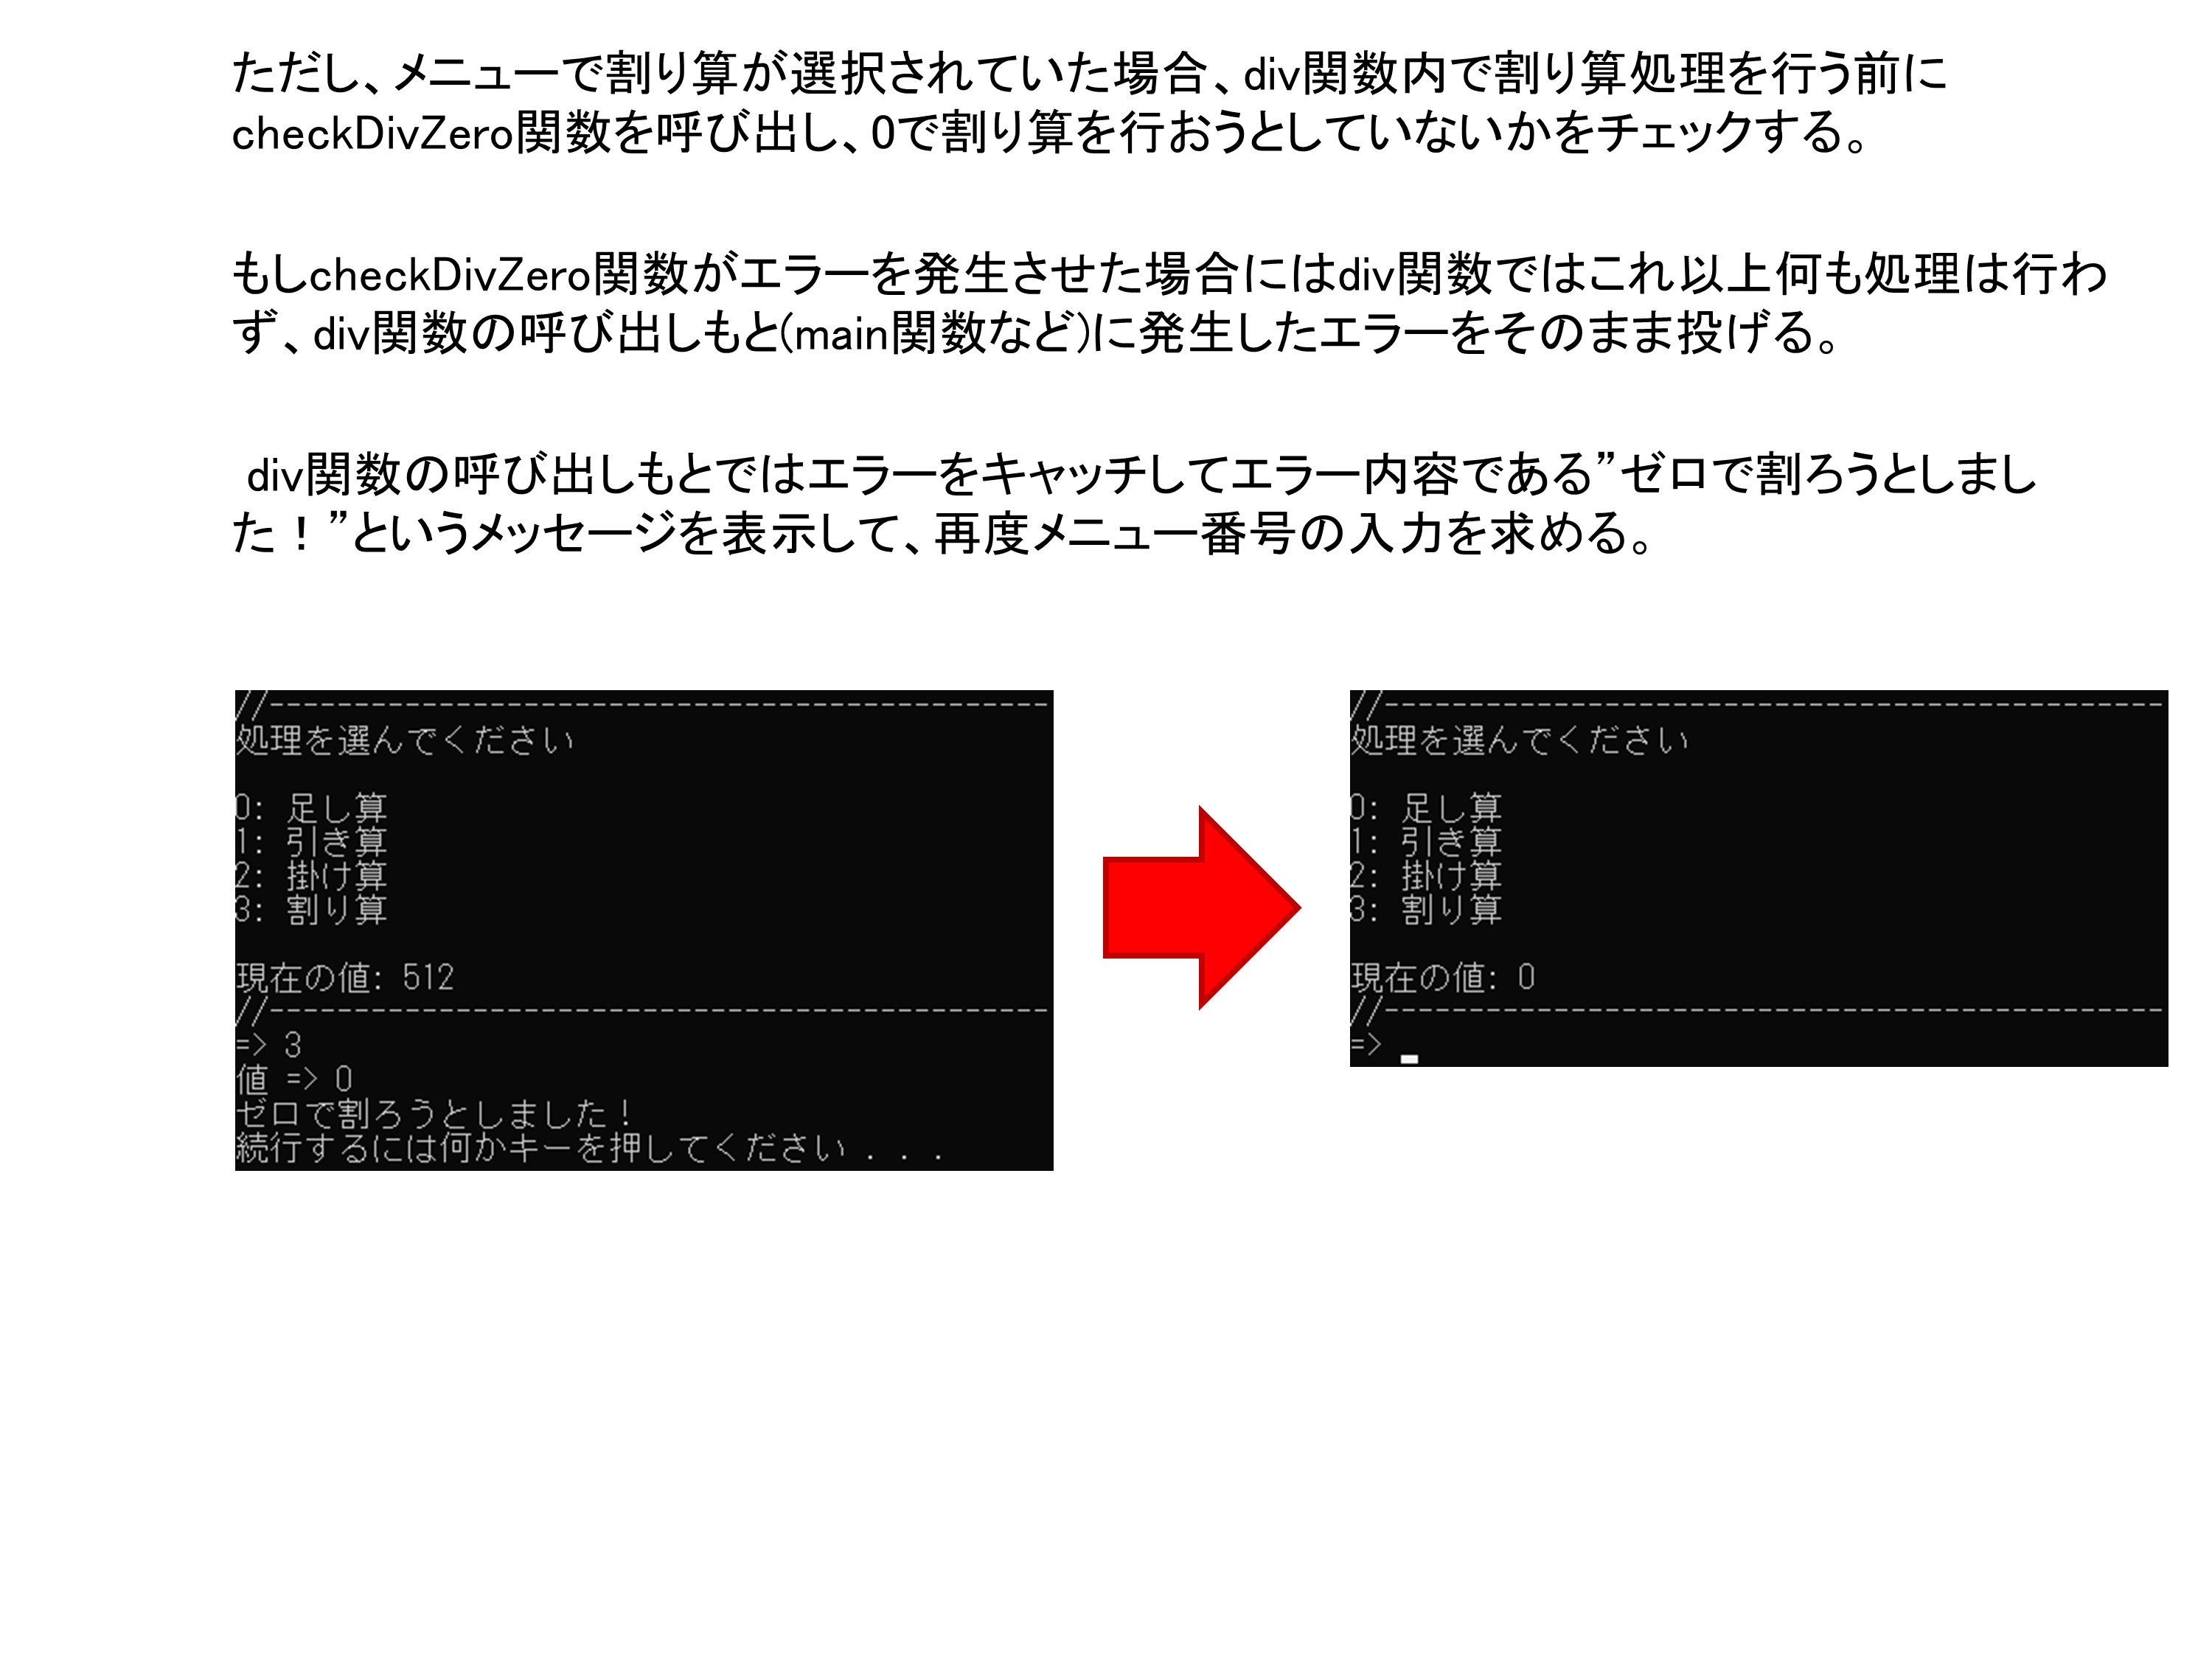 ただし、メニューで割り算が選択されていた場合、div関数内で割り算処理を行う前に
checkDivZero関数を呼び出し、0で割り算を行おうとしていないかをチェックする。
もしcheckDivZero関数がエラーを発生させた場合にはdiv関数ではこれ以上何も処理は行わ
ず、div関数の呼び出しもと(main関数など)に発生したエラーをそのまま投げる。
div関数の呼び出しもとではエラーをキャッチしてエラー内容である”ゼロで割ろうとしまし
た！”というメッセージを表示して、再度メニュー番号の入力を求める。
//----------------------------------------------
処理を選んでください
0: 足し算
1: 引き算
2: 掛け算
3: 割り算
現在の値: 512
//----------------------------------------------
=> 3
値 => 0
ゼロで割ろうとしました！
続行するには何かキーを押してください . . .
//----------------------------------------------
処理を選んでください
0: 足し算
1: 引き算
2: 掛け算
3: 割り算
現在の値: 0
//----------------------------------------------
=> _